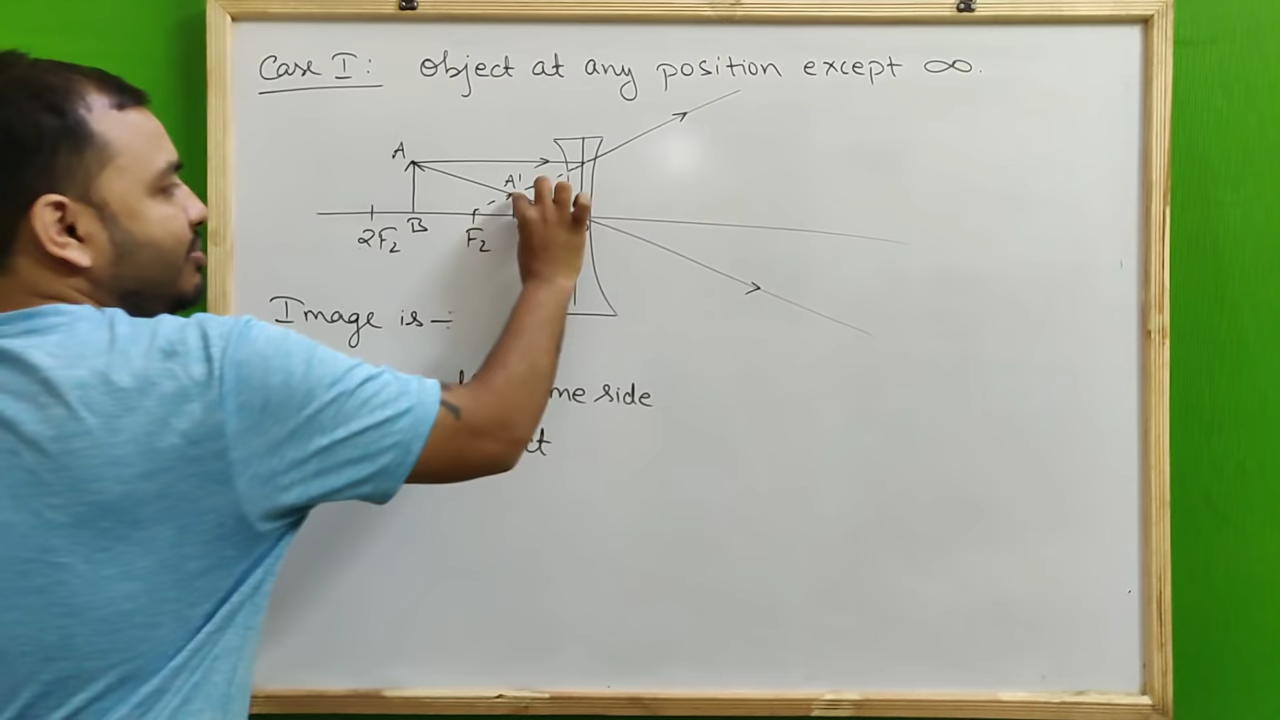 Case I: object at any position except ∞.
A
A'
2F₂ B F₂
Image is :-
me side
ct